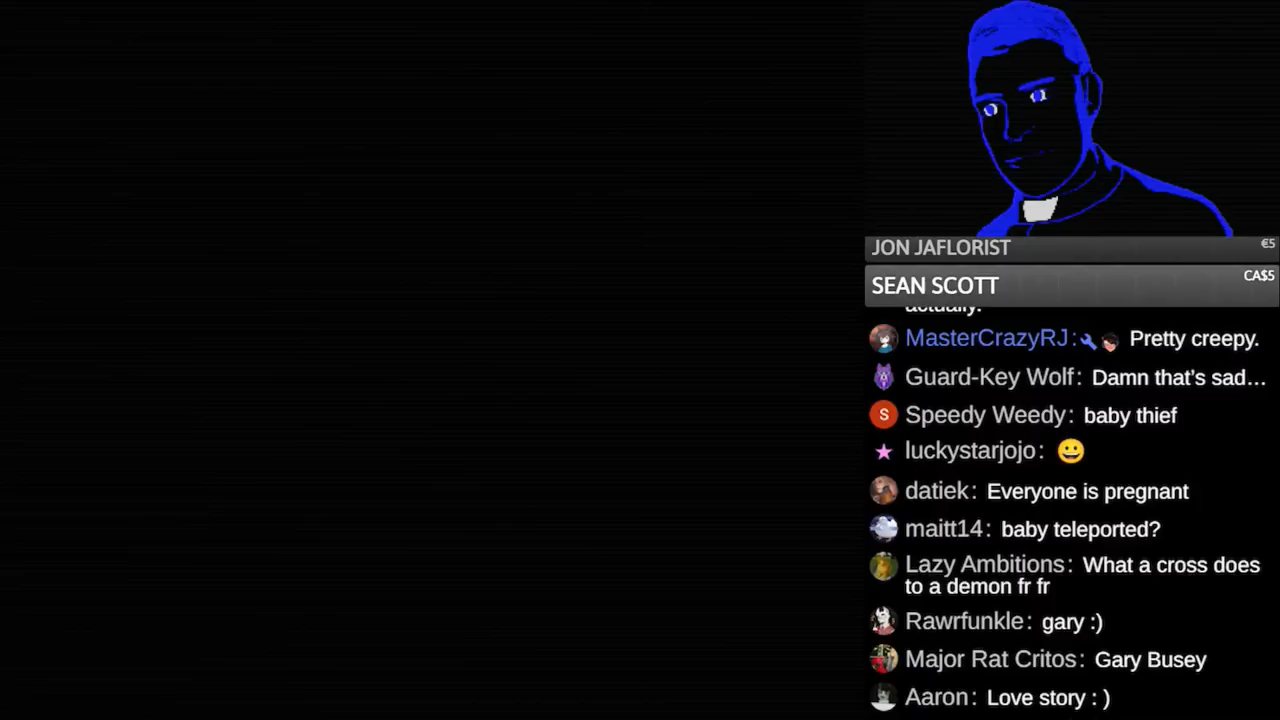 JON JAFLORIST €5
SEAN SCOTT CA$5
actually.
MasterCrazyRJ: Pretty creepy.
Guard-Key Wolf: Damn that's sad…
S Speedy Weedy: baby thief
luckystarjojo: 😀
datiek: Everyone is pregnant
maitt14: baby teleported?
Lazy Ambitions: What a cross does
to a demon fr fr
Rawrfunkle: gary :)
Major Rat Critos: Gary Busey
Aaron: Love story : )